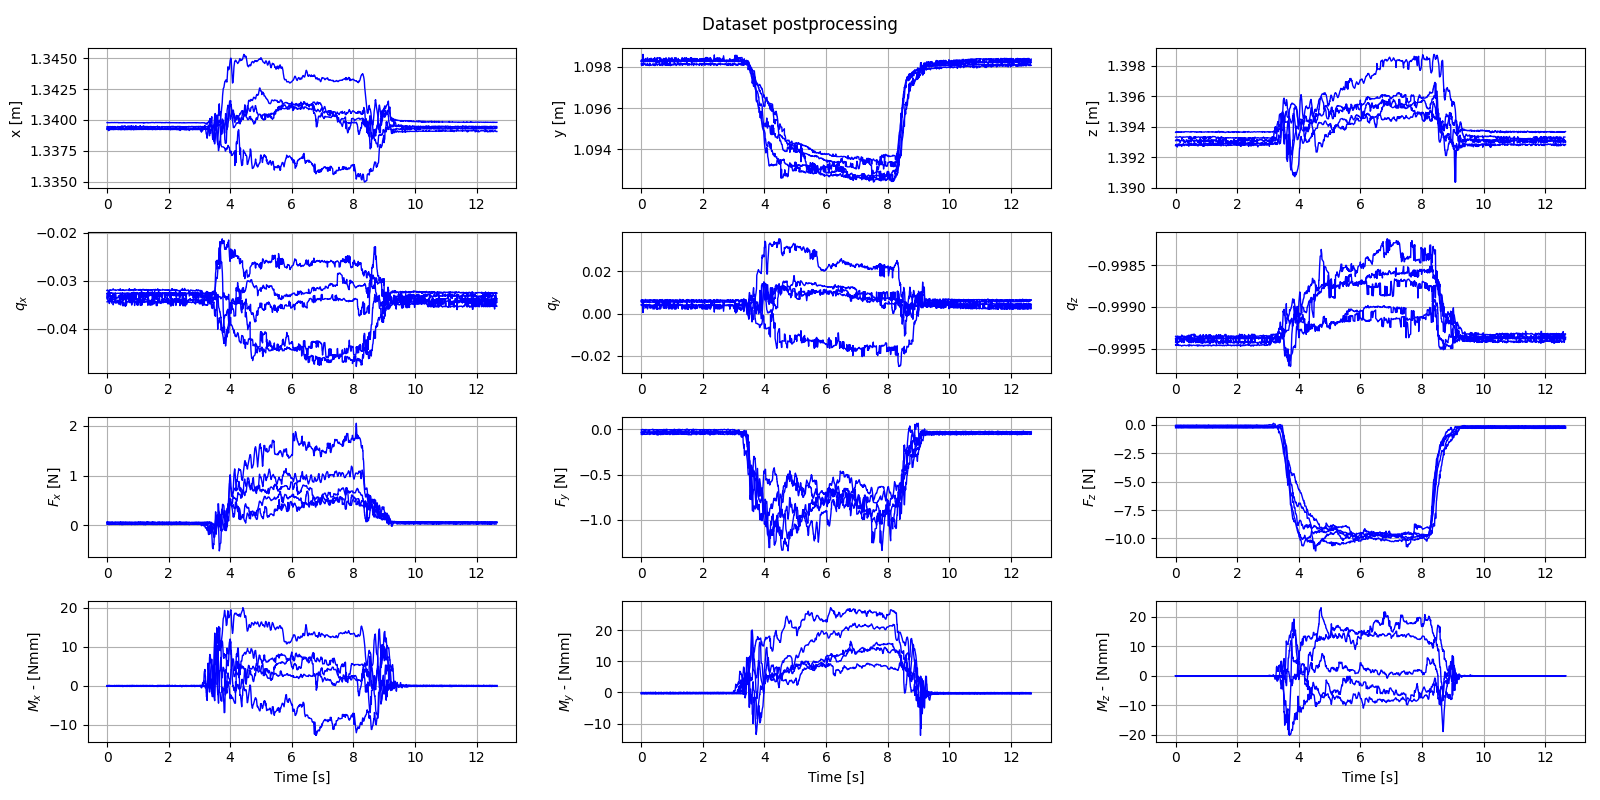 Dataset postprocessing
x [m]
1.3450
1.3425
1.3400
1.3375
1.3350
0 2 4 6 8 10 12
y [m]
1.098
1.096
1.094
0 2 4 6 8 10 12
z [m]
1.398
1.396
1.394
1.392
1.390
0 2 4 6 8 10 12
qx
−0.02
−0.03
−0.04
0 2 4 6 8 10 12
qy
0.02
0.00
−0.02
0 2 4 6 8 10 12
qz
−0.9985
−0.9990
−0.9995
0 2 4 6 8 10 12
Fx [N]
2
1
0
0 2 4 6 8 10 12
Fy [N]
0.0
−0.5
−1.0
0 2 4 6 8 10 12
Fz [N]
0.0
−2.5
−5.0
−7.5
−10.0
0 2 4 6 8 10 12
Mx - [Nmm]
20
10
0
−10
0 2 4 6 8 10 12
Time [s]
My - [Nmm]
20
10
0
−10
0 2 4 6 8 10 12
Time [s]
Mz - [Nmm]
20
10
0
−10
−20
0 2 4 6 8 10 12
Time [s]